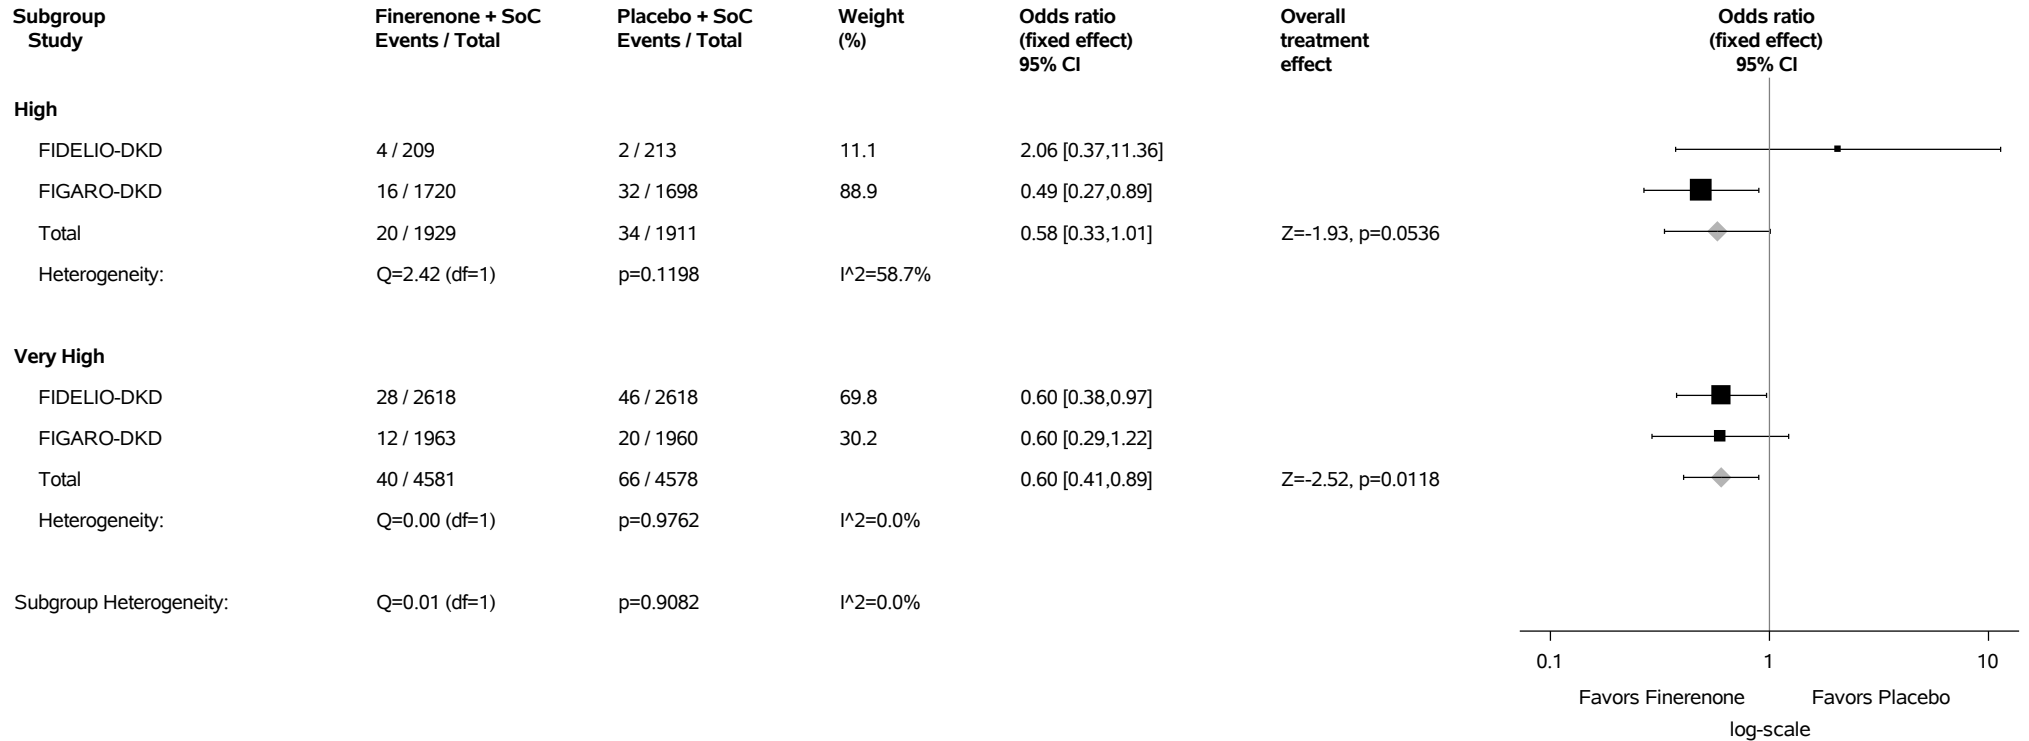 Subgroup Finerenone + SoC Placebo + SoC Weight Odds ratio Overall Odds ratio
Study Events / Total Events / Total (%) (fixed effect) treatment (fixed effect)
95% CI effect 95% CI
High
FIDELIO-DKD 4 / 209 2 / 213 11.1 2.06 [0.37,11.36]
FIGARO-DKD 16 / 1720 32 / 1698 88.9 0.49 [0.27,0.89]
Total 20 / 1929 34 / 1911 0.58 [0.33,1.01] Z=-1.93, p=0.0536
Heterogeneity: Q=2.42 (df=1) p=0.1198 I^2=58.7%
Very High
FIDELIO-DKD 28 / 2618 46 / 2618 69.8 0.60 [0.38,0.97]
FIGARO-DKD 12 / 1963 20 / 1960 30.2 0.60 [0.29,1.22]
Total 40 / 4581 66 / 4578 0.60 [0.41,0.89] Z=-2.52, p=0.0118
Heterogeneity: Q=0.00 (df=1) p=0.9762 I^2=0.0%
Subgroup Heterogeneity: Q=0.01 (df=1) p=0.9082 I^2=0.0%
0.1 1 10
Favors Finerenone Favors Placebo
log-scale